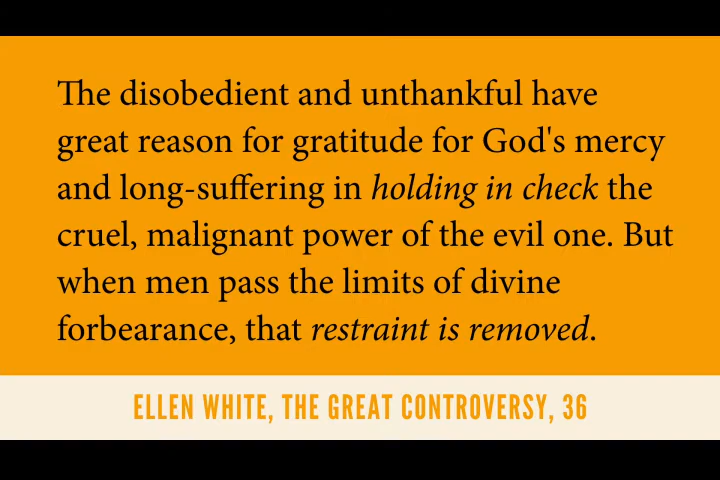 The disobedient and unthankful have
great reason for gratitude for God's mercy
and long-suffering in holding in check the
cruel, malignant power of the evil one. But
when men pass the limits of divine
forbearance, that restraint is removed.
ELLEN WHITE, THE GREAT CONTROVERSY, 36